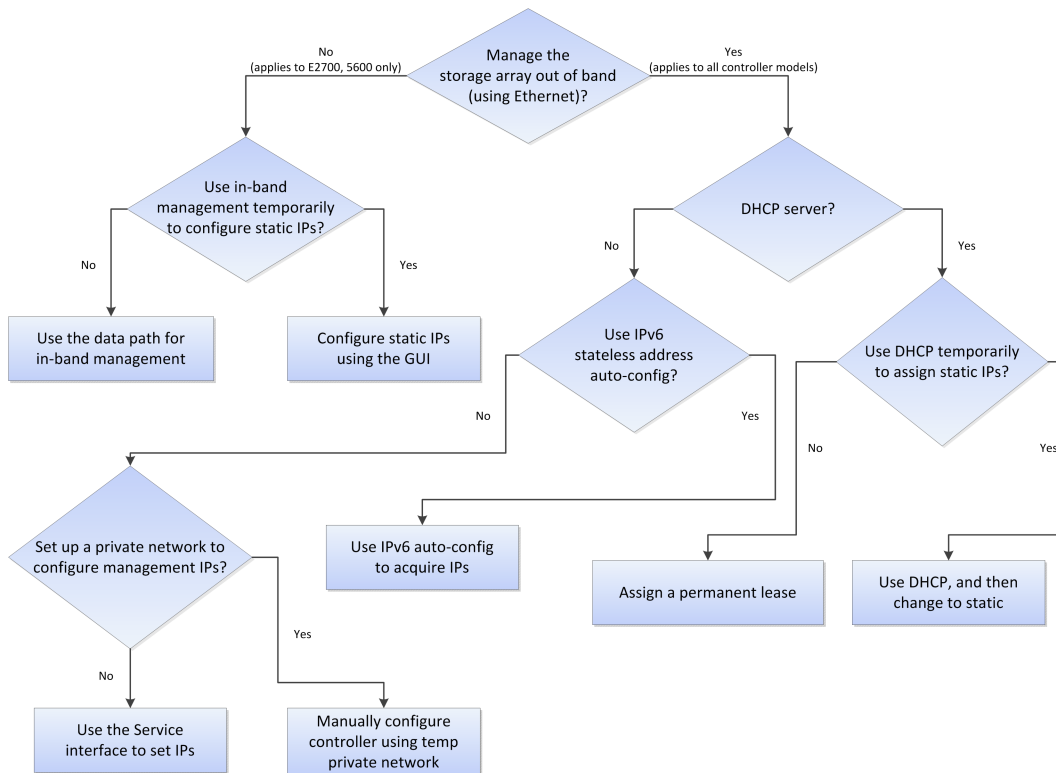 Manage the
storage array out of band
(using Ethernet)?
No
(applies to E2700, 5600 only)
Yes
(applies to all controller models)
Use in-band
management temporarily
to configure static IPs?
DHCP server?
No
Yes
No
Yes
Use the data path for
in-band management
Configure static IPs
using the GUI
Use IPv6
stateless address
auto-config?
Use DHCP temporarily
to assign static IPs?
No
Yes
No
Yes
Set up a private network to
configure management IPs?
Use IPv6 auto-config
to acquire IPs
Assign a permanent lease
Use DHCP, and then
change to static
No
Yes
Use the Service
interface to set IPs
Manually configure
controller using temp
private network